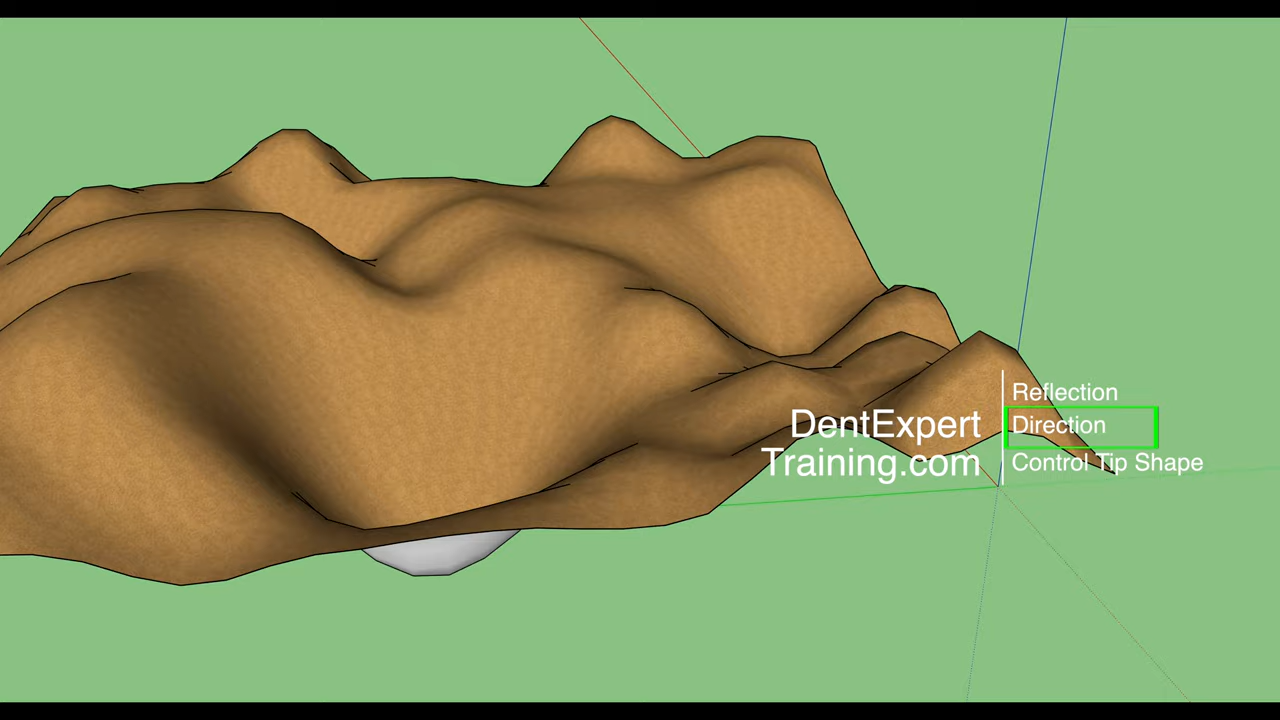 DentExpert
Training.com
Reflection
Direction
Control Tip Shape